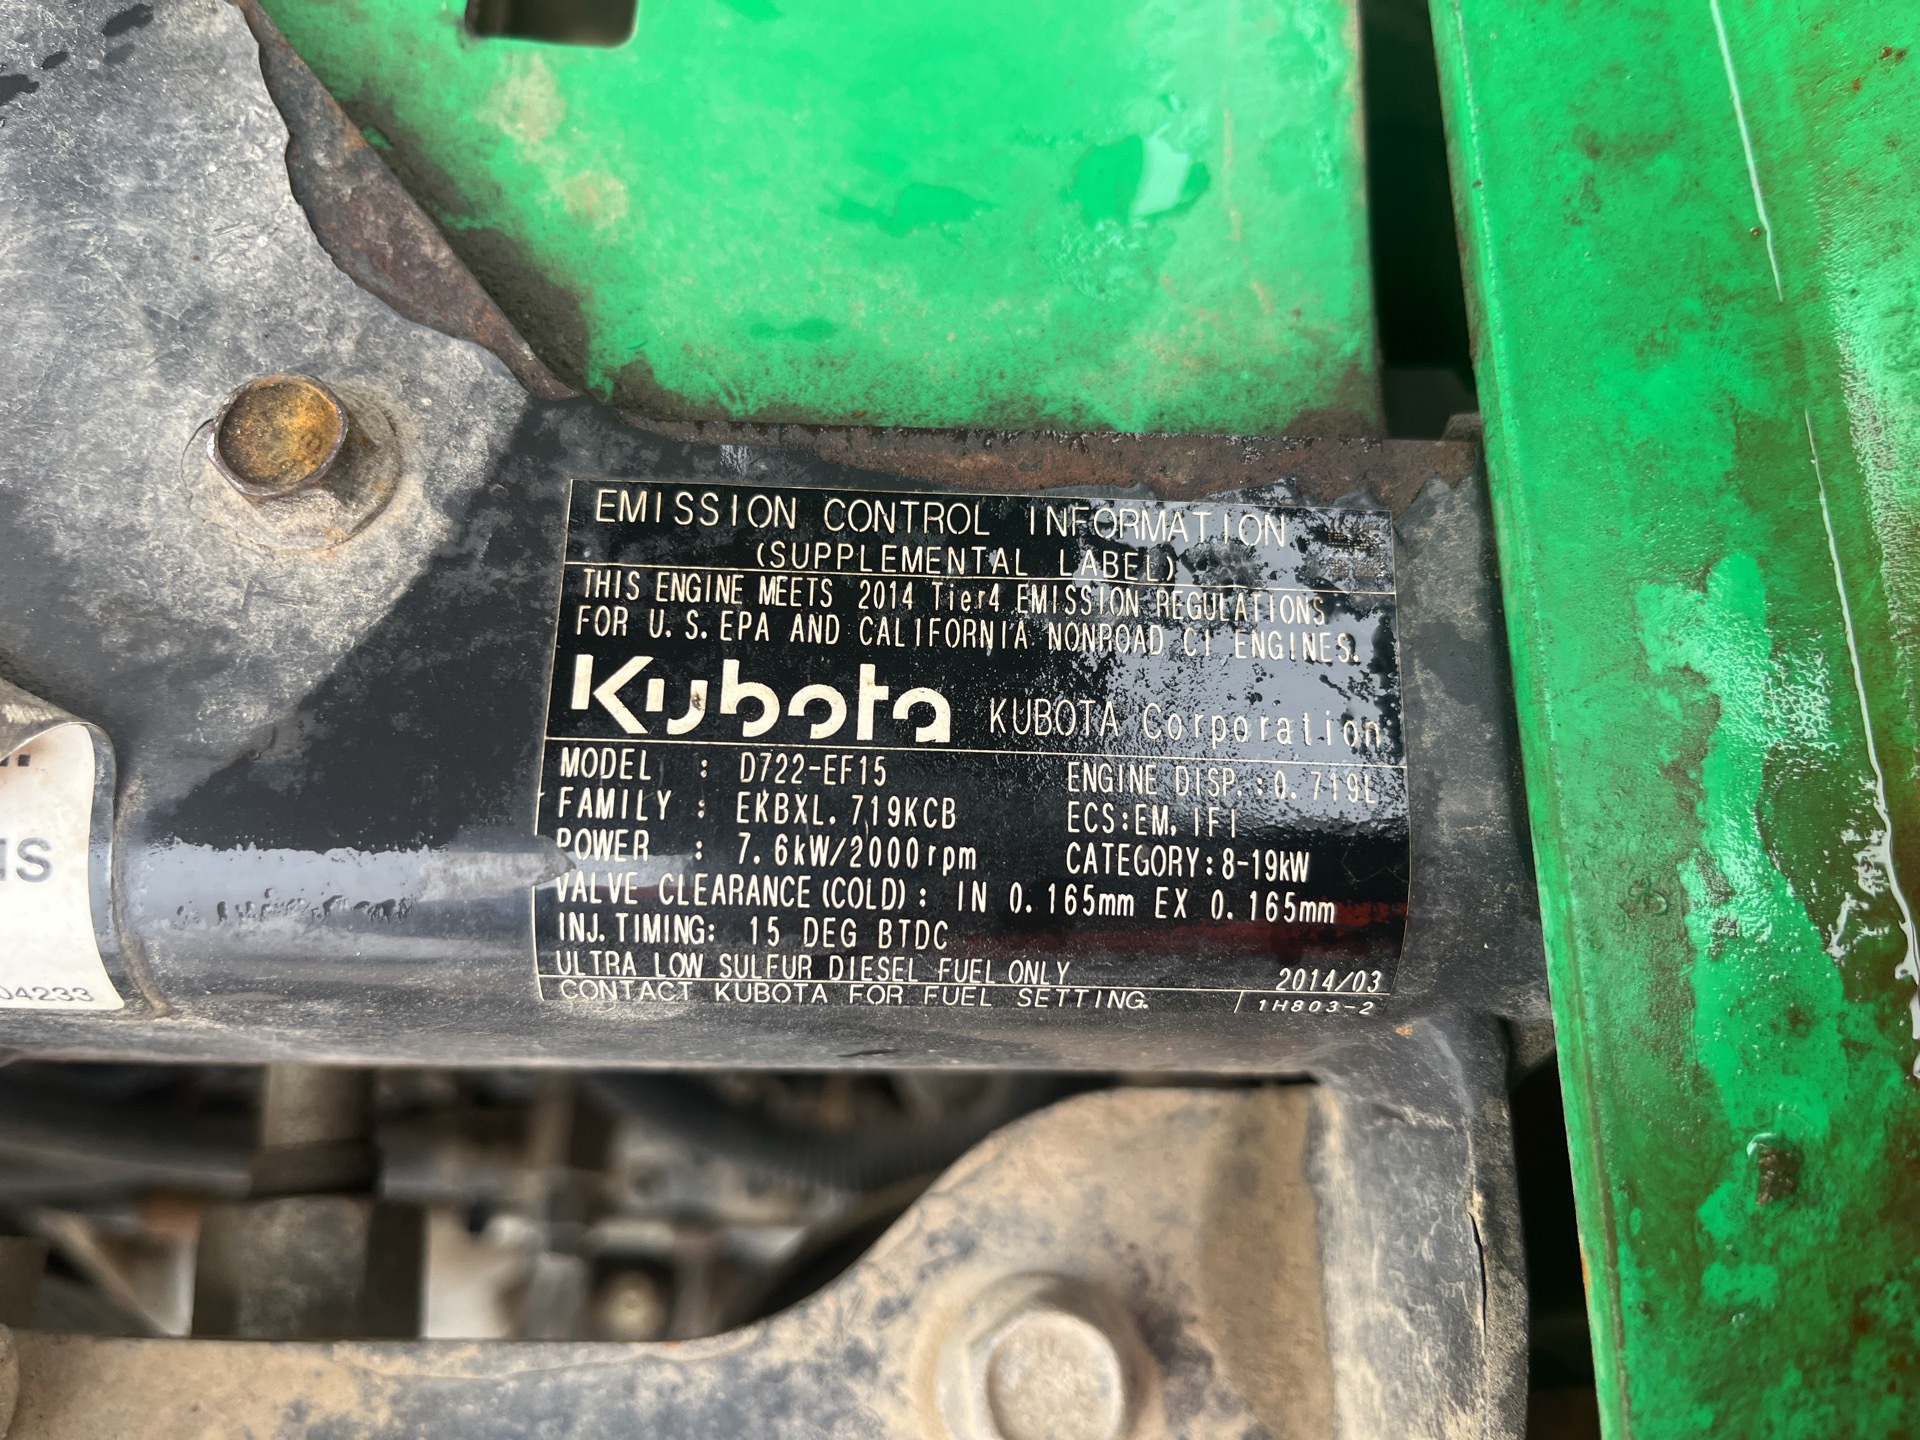 EMISSION CONTROL INFORMATION
(SUPPLEMENTAL LABEL)
THIS ENGINE MEETS 2014 Tier4 EMISSION REGULATIONS
FOR U.S.EPA AND CALIFORNIA NONROAD CI ENGINES.
Kubota KUBOTA Corporation
MODEL : D722-EF15 ENGINE DISP.:0.719L
FAMILY : EKBXL.719KCB ECS:EM, IFI
POWER : 7.6kW/2000rpm CATEGORY:8-19kW
VALVE CLEARANCE(COLD): IN 0.165mm EX 0.165mm
INJ.TIMING: 15 DEG BTDC
ULTRA LOW SULFUR DIESEL FUEL ONLY 2014/03
CONTACT KUBOTA FOR FUEL SETTING. 1H803-2
04233